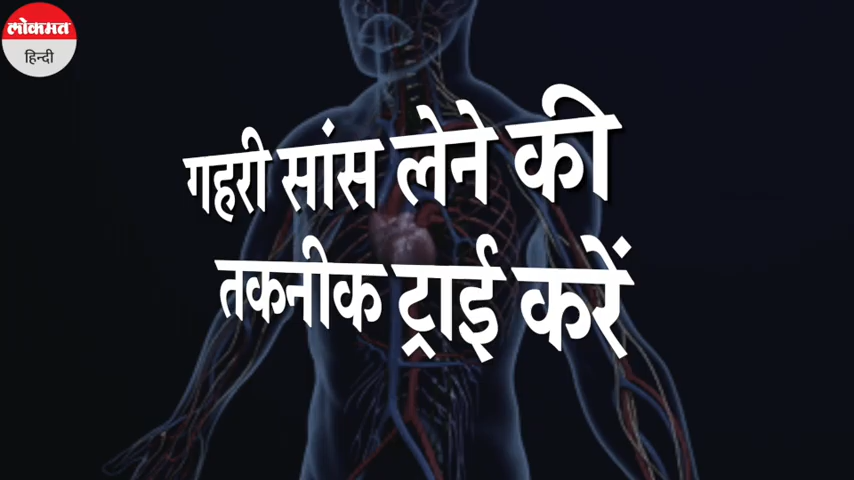 लोकमत
हिन्दी
गहरी सांस लेने की
तकनीक ट्राई करें